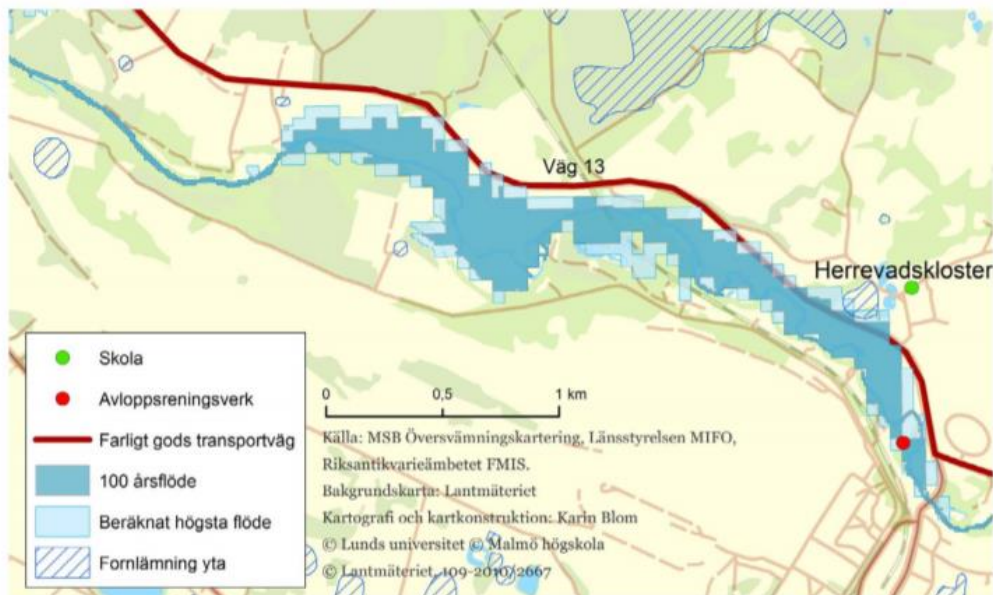 Väg 13
Herrevadskloster
Skola
Avloppsreningsverk
Farligt gods transportväg
100 årsflöde
Beräknat högsta flöde
Fornlämning yta
0 0,5 1 km
Källa: MSB Översvämningskartering, Länsstyrelsen MIFO,
Riksantikvarieämbetet FMIS.
Bakgrundskarta: Lantmäteriet
Kartografi och kartkonstruktion: Karin Blom
© Lunds universitet © Malmö högskola
© Lantmäteriet, 109-2010/2667